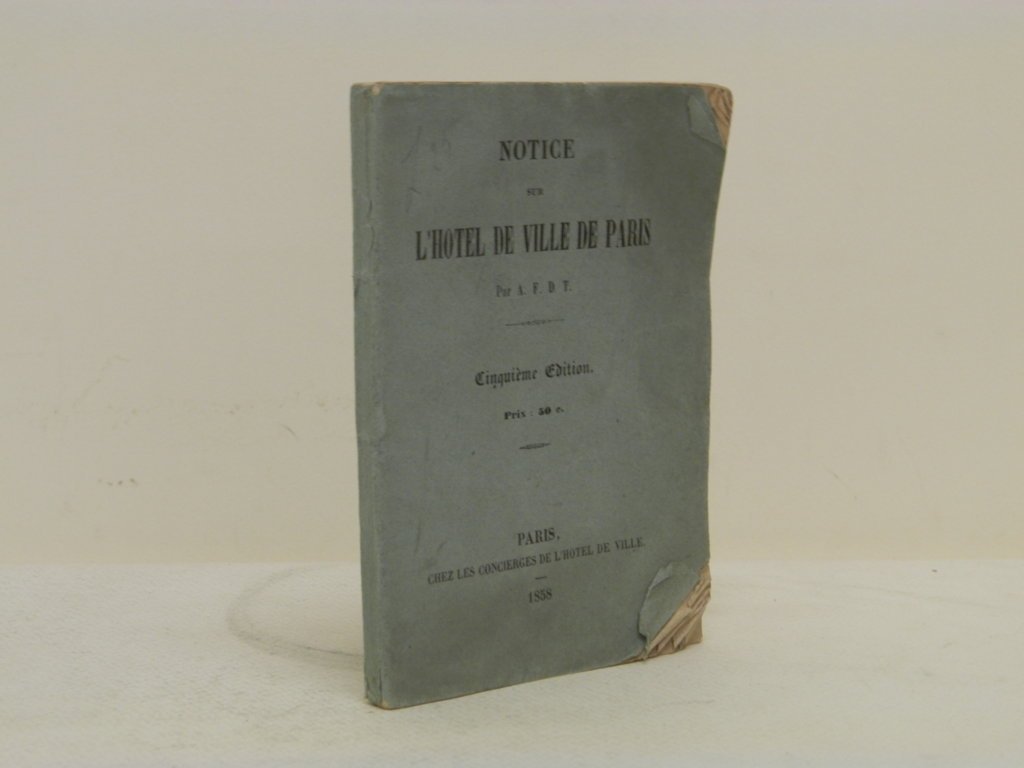 NOTICE
SUR
L'HOTEL DE VILLE DE PARIS
Par A. F. D. T.
Cinquième Edition.
Prix : 50 c.
PARIS,
CHEZ LES CONCIERGES DE L'HOTEL DE VILLE.
1858